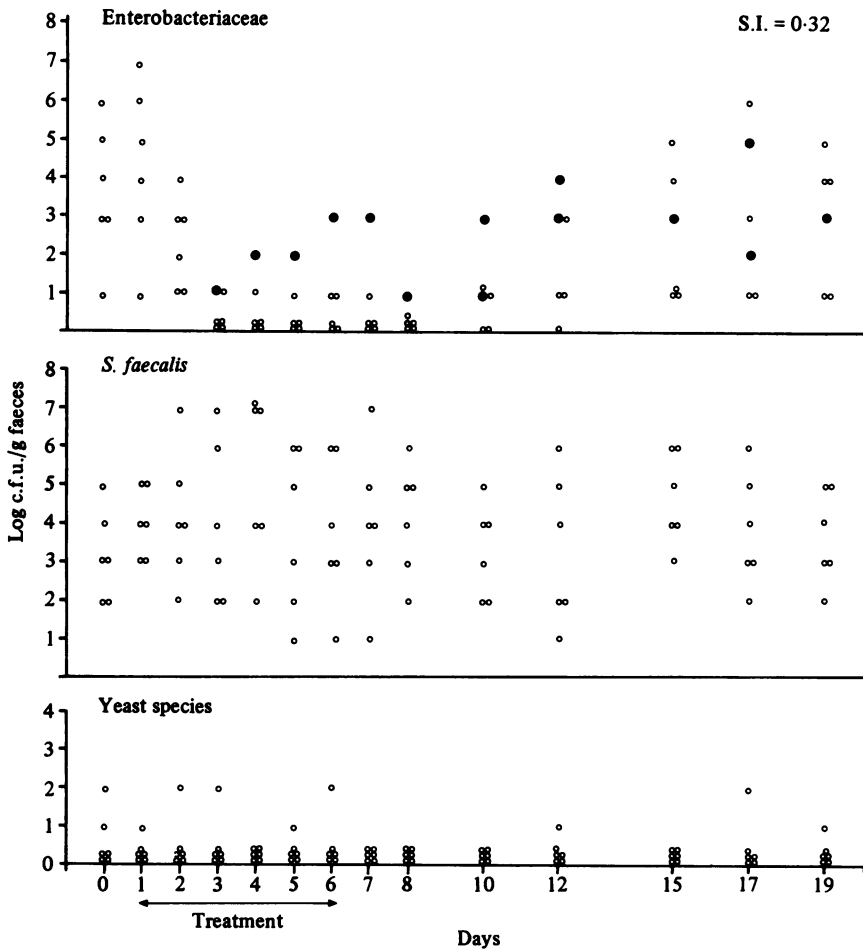 Enterobacteriaceae
S.I. = 0·32
8
7
6
5
4
3
2
1
S. faecalis
8
7
6
5
4
3
2
1
Log c.f.u./g faeces
Yeast species
4
3
2
1
0
0 1 2 3 4 5 6 7 8 10 12 15 17 19
Treatment
Days